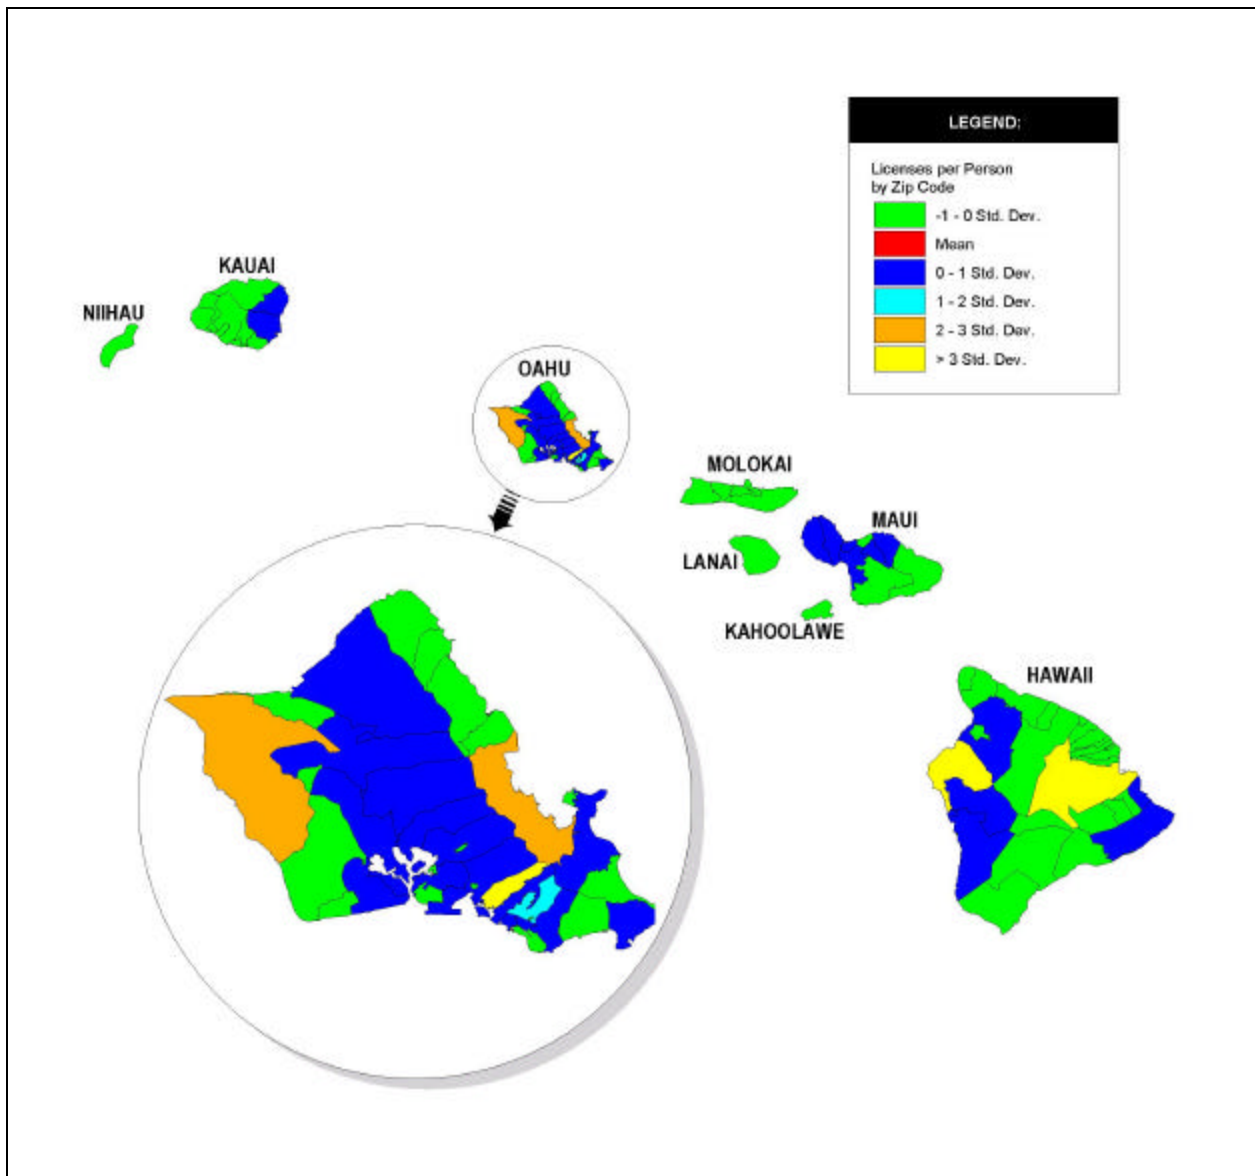 LEGEND:
Licenses per Person
by Zip Code
-1 - 0 Std. Dev.
Mean
0 - 1 Std. Dev.
1 - 2 Std. Dev.
2 - 3 Std. Dev.
> 3 Std. Dev.
KAUAI
NIIHAU
OAHU
MOLOKAI
MAUI
LANAI
KAHOOLAWE
HAWAII